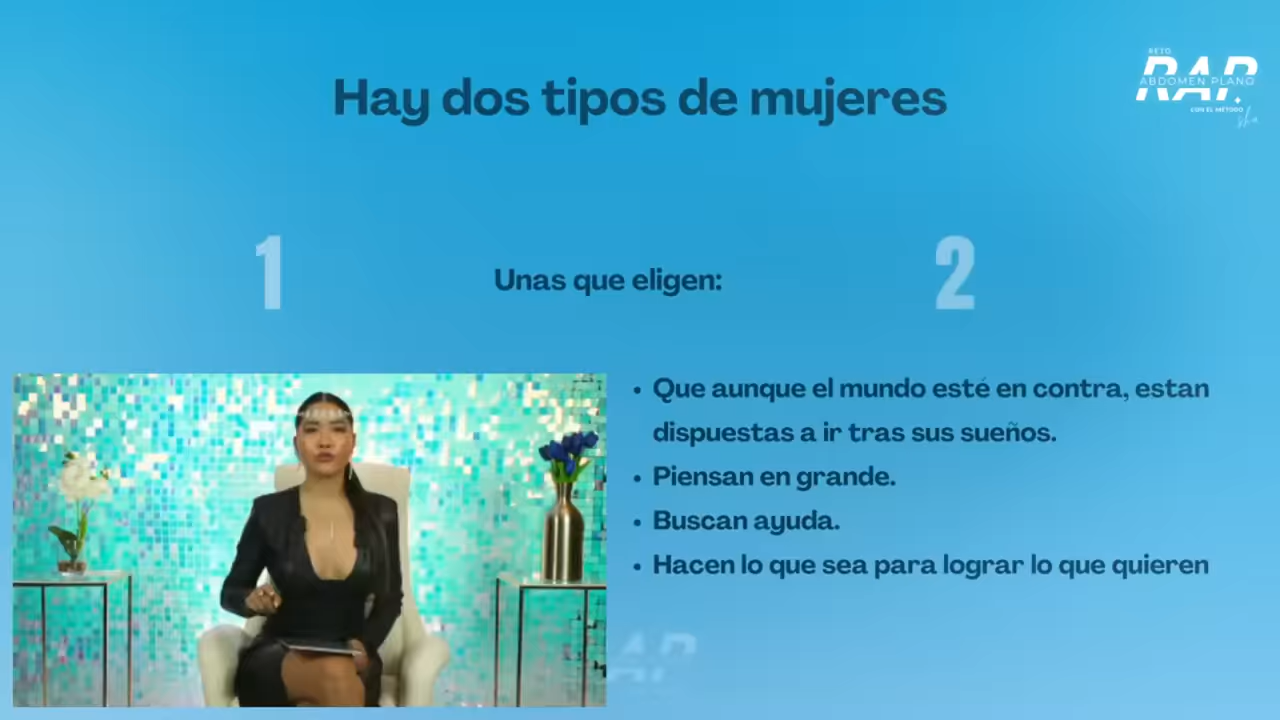 Hay dos tipos de mujeres
RETO
RAP.
ABDOMEN PLANO
CON EL MÉTODO
1
Unas que eligen:
2
• Que aunque el mundo esté en contra, estan
dispuestas a ir tras sus sueños.
• Piensan en grande.
• Buscan ayuda.
• Hacen lo que sea para lograr lo que quieren